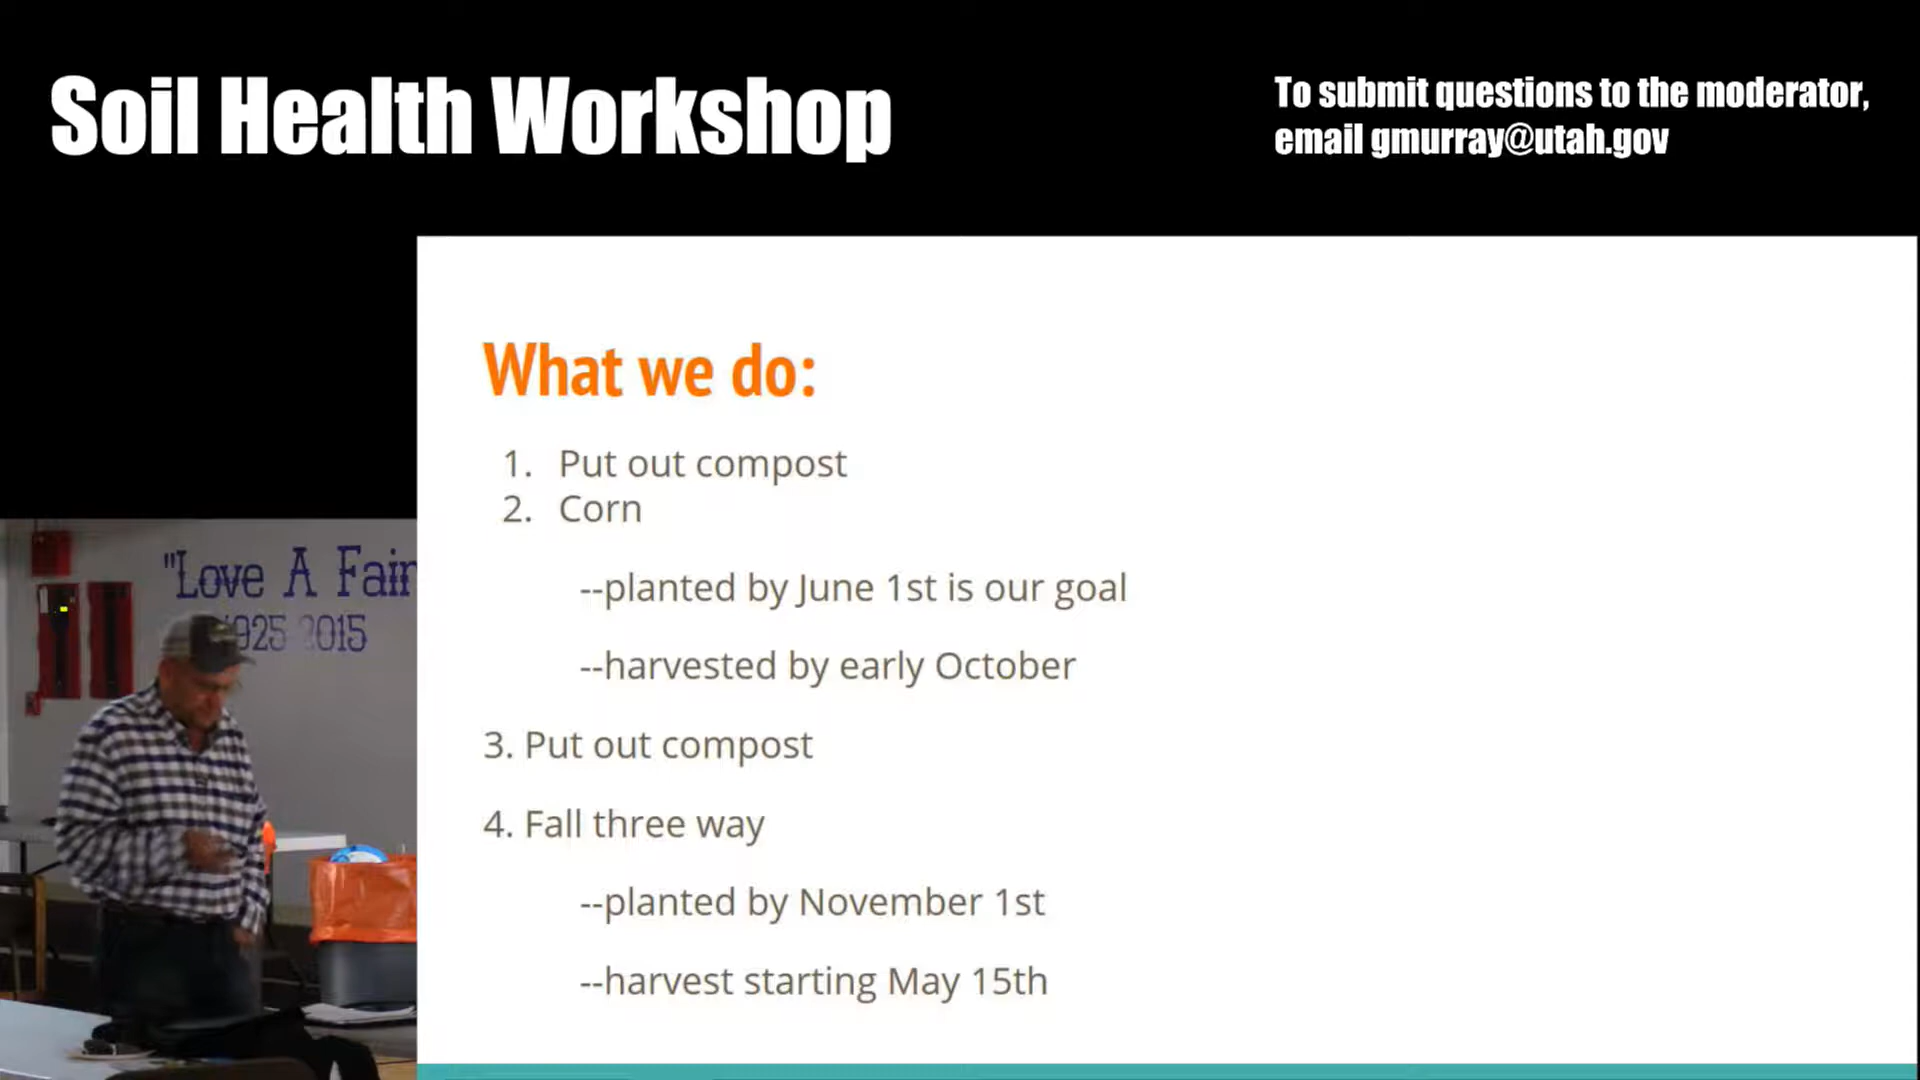 Soil Health Workshop
To submit questions to the moderator,
email gmurray@utah.gov
What we do:
1. Put out compost
2. Corn
--planted by June 1st is our goal
--harvested by early October
3. Put out compost
4. Fall three way
--planted by November 1st
--harvest starting May 15th
"Love A Fair
1925 2015